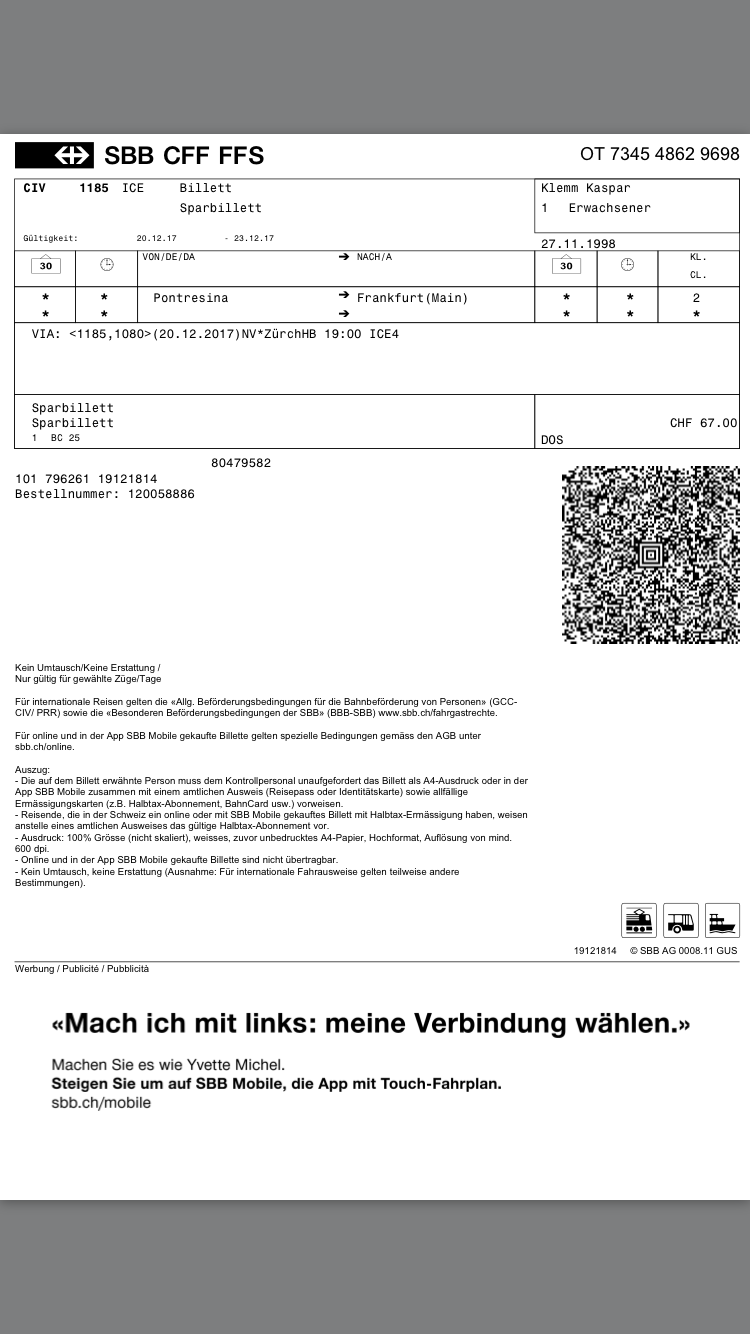 SBB CFF FFS
OT 7345 4862 9698
CIV 1185 ICE Billett
Sparbillett
Gültigkeit: 20.12.17 - 23.12.17
Klemm Kaspar
1 Erwachsener
27.11.1998
30 VON/DE/DA ➔ NACH/A 30 KL.
CL.
* * Pontresina ➔ Frankfurt(Main) * * 2
* * ➔ * * *
VIA: <1185,1080>(20.12.2017)NV*ZürchHB 19:00 ICE4
Sparbillett
Sparbillett
1 BC 25
CHF 67.00
DOS
80479582
101 796261 19121814
Bestellnummer: 120058886
Kein Umtausch/Keine Erstattung /
Nur gültig für gewählte Züge/Tage
Für internationale Reisen gelten die «Allg. Beförderungsbedingungen für die Bahnbeförderung von Personen» (GCC-
CIV/ PRR) sowie die «Besonderen Beförderungsbedingungen der SBB» (BBB-SBB) www.sbb.ch/fahrgastrechte.
Für online und in der App SBB Mobile gekaufte Billette gelten spezielle Bedingungen gemäss den AGB unter
sbb.ch/online.
Auszug:
- Die auf dem Billett erwähnte Person muss dem Kontrollpersonal unaufgefordert das Billett als A4-Ausdruck oder in der
App SBB Mobile zusammen mit einem amtlichen Ausweis (Reisepass oder Identitätskarte) sowie allfällige
Ermässigungskarten (z.B. Halbtax-Abonnement, BahnCard usw.) vorweisen.
- Reisende, die in der Schweiz ein online oder mit SBB Mobile gekauftes Billett mit Halbtax-Ermässigung haben, weisen
anstelle eines amtlichen Ausweises das gültige Halbtax-Abonnement vor.
- Ausdruck: 100% Grösse (nicht skaliert), weisses, zuvor unbedrucktes A4-Papier, Hochformat, Auflösung von mind.
600 dpi.
- Online und in der App SBB Mobile gekaufte Billette sind nicht übertragbar.
- Kein Umtausch, keine Erstattung (Ausnahme: Für internationale Fahrausweise gelten teilweise andere
Bestimmungen).
19121814 © SBB AG 0008.11 GUS
Werbung / Publicité / Pubblicità
«Mach ich mit links: meine Verbindung wählen.»
Machen Sie es wie Yvette Michel.
Steigen Sie um auf SBB Mobile, die App mit Touch-Fahrplan.
sbb.ch/mobile